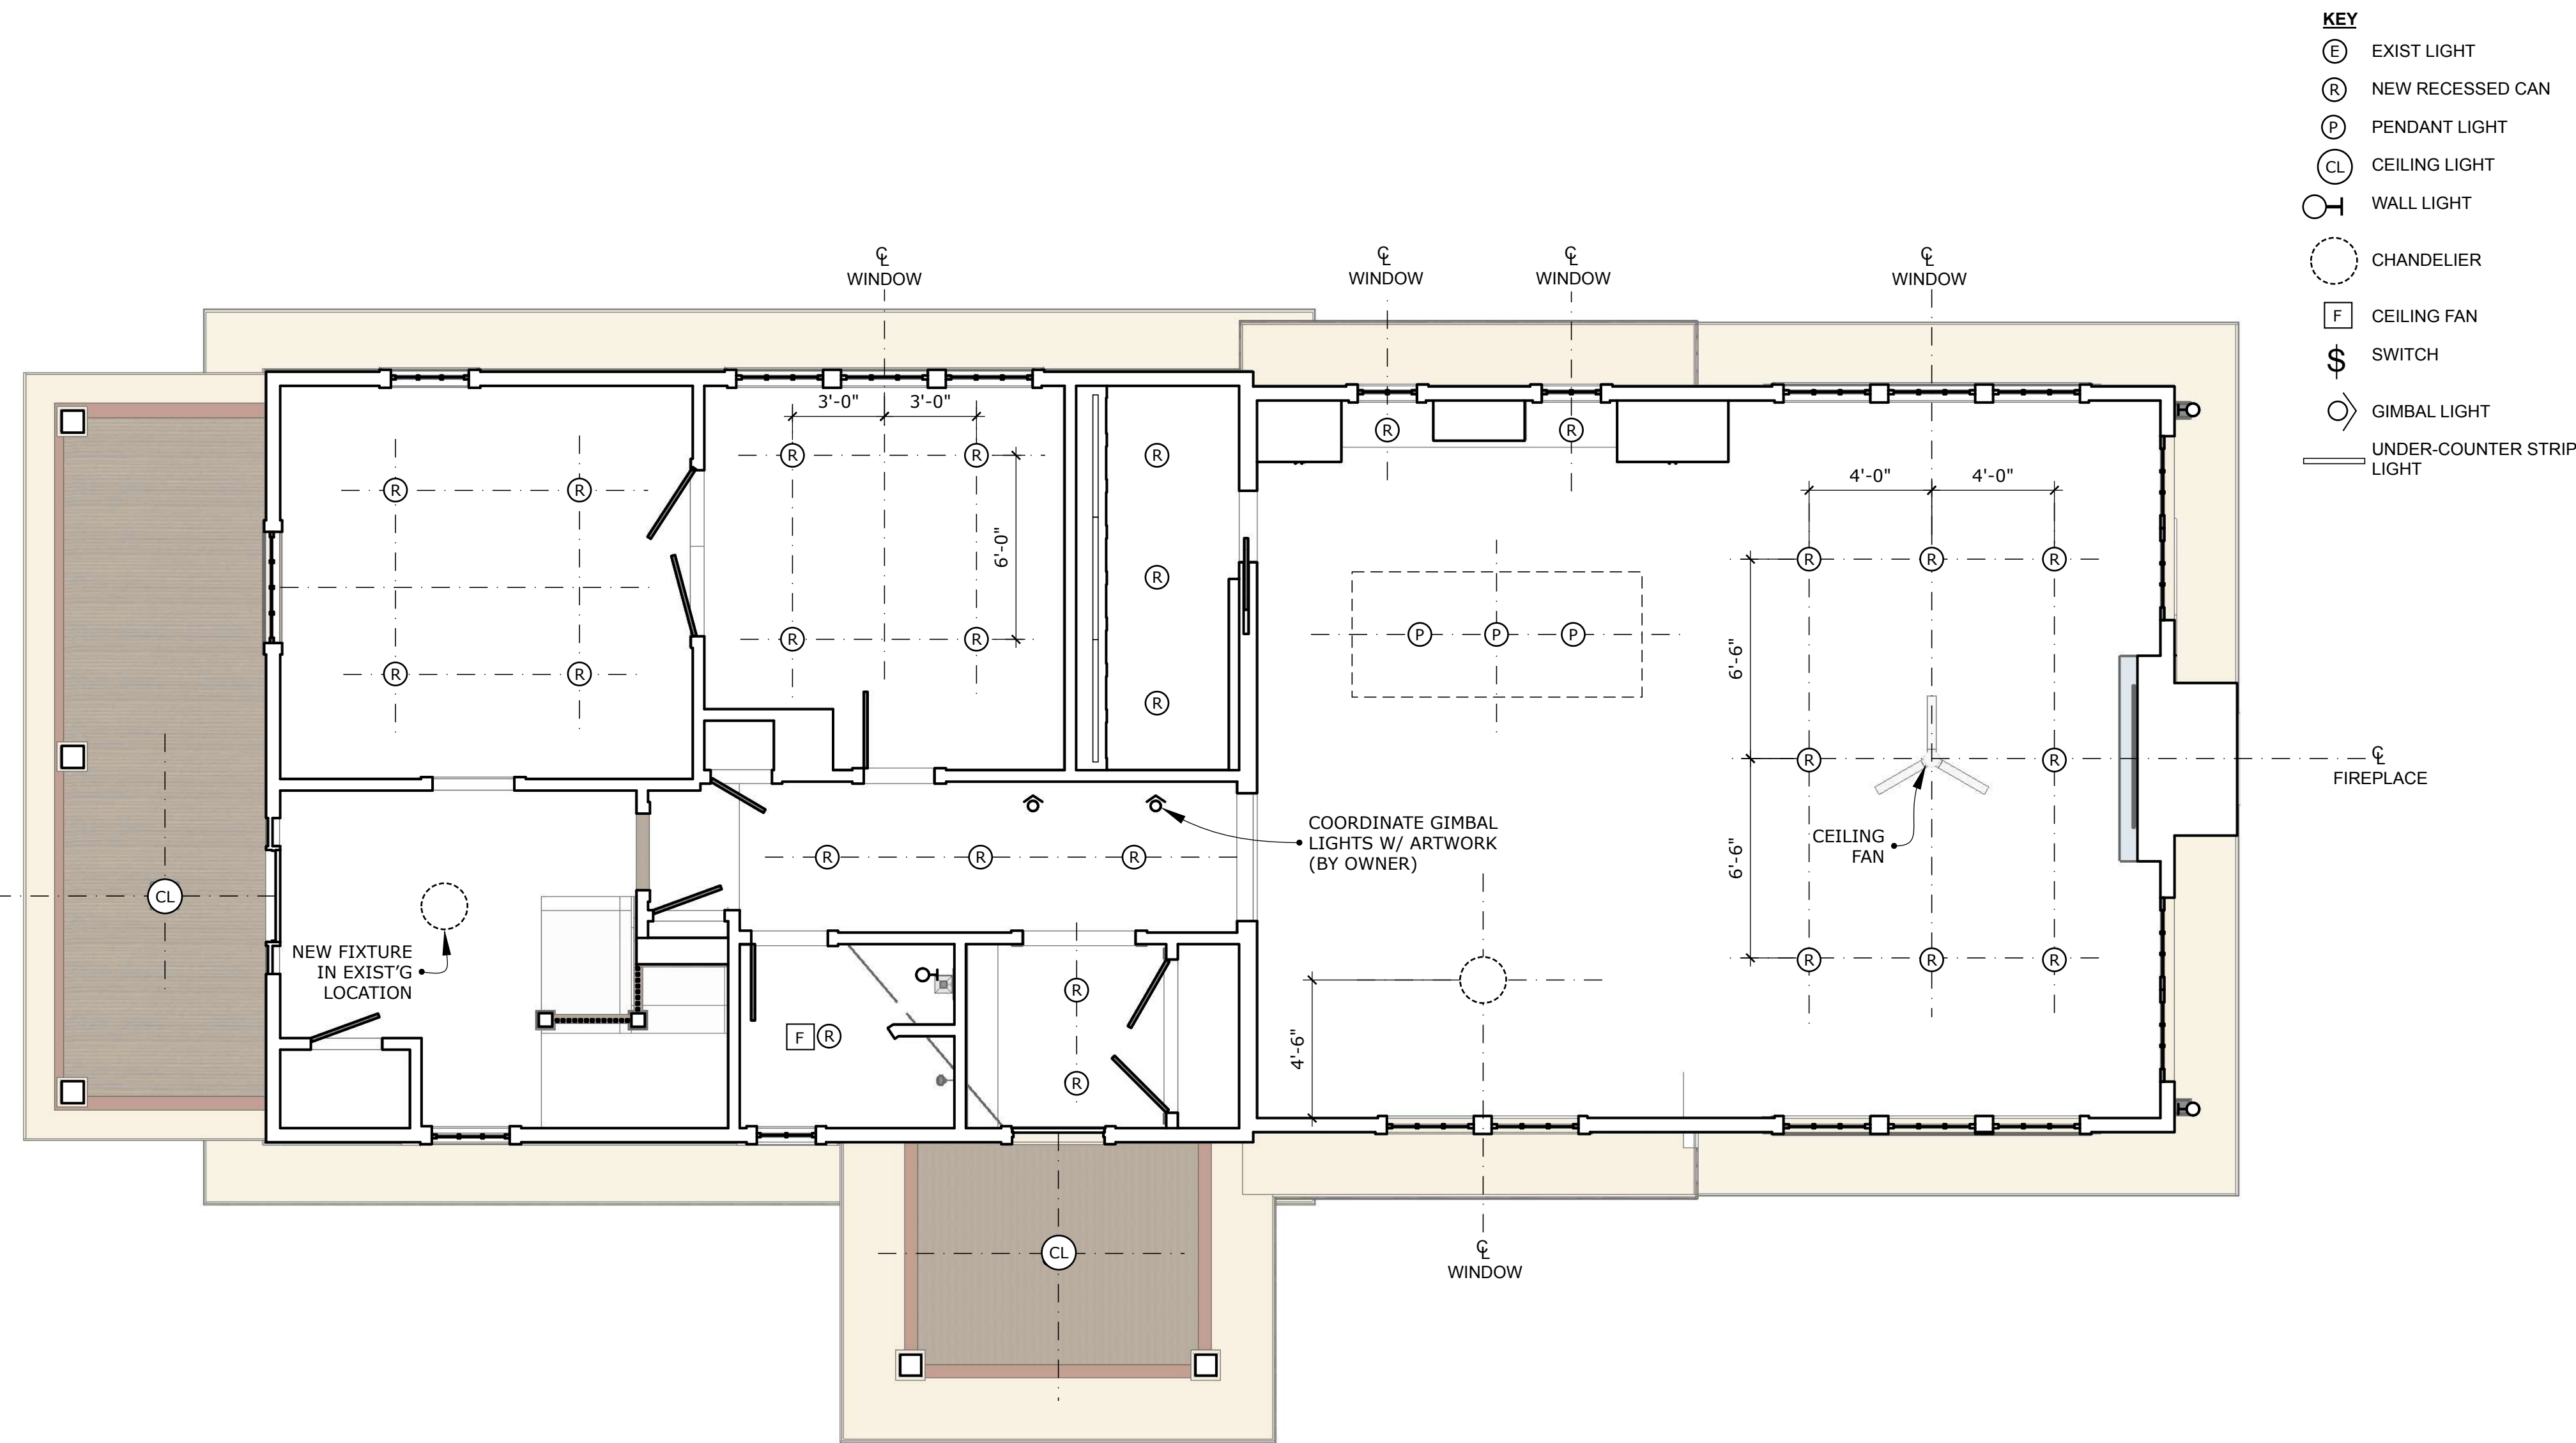 KEY
E EXIST LIGHT
R NEW RECESSED CAN
P PENDANT LIGHT
CL CEILING LIGHT
WALL LIGHT
CHANDELIER
F CEILING FAN
$ SWITCH
GIMBAL LIGHT
UNDER-COUNTER STRIP
LIGHT
℄ ℄ ℄ ℄
WINDOW WINDOW WINDOW WINDOW
3'-0" 3'-0"
R R
R R R
4'-0" 4'-0"
R R
6'-0"
R R R
R
P P P
R R
6'-6"
R R
R
R R
℄
FIREPLACE
COORDINATE GIMBAL
LIGHTS W/ ARTWORK
(BY OWNER)
CEILING
FAN
R R R
6'-6"
CL
NEW FIXTURE
IN EXIST'G
LOCATION
R R R
R
F R
4'-6"
R
CL
℄
WINDOW